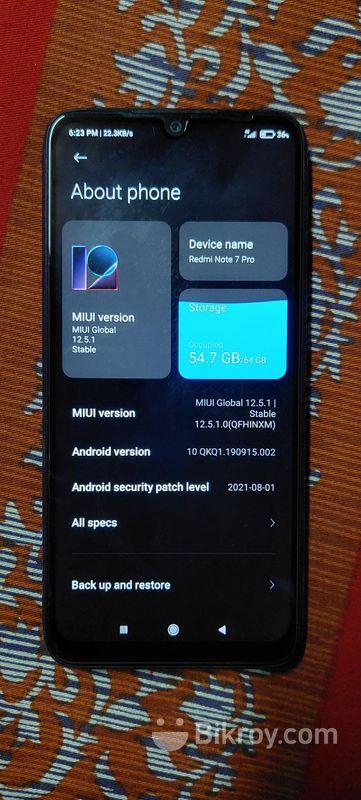 6:23 PM | 22.3KB/s
36%
About phone
12
MIUI version
MIUI Global
12.5.1
Stable
Device name
Redmi Note 7 Pro
Storage
Occupied
54.7 GB/64 GB
MIUI version
MIUI Global 12.5.1 |
Stable
12.5.1.0(QFHINXM)
Android version
10 QKQ1.190915.002
Android security patch level
2021-08-01
All specs
Back up and restore
Bikroy.com